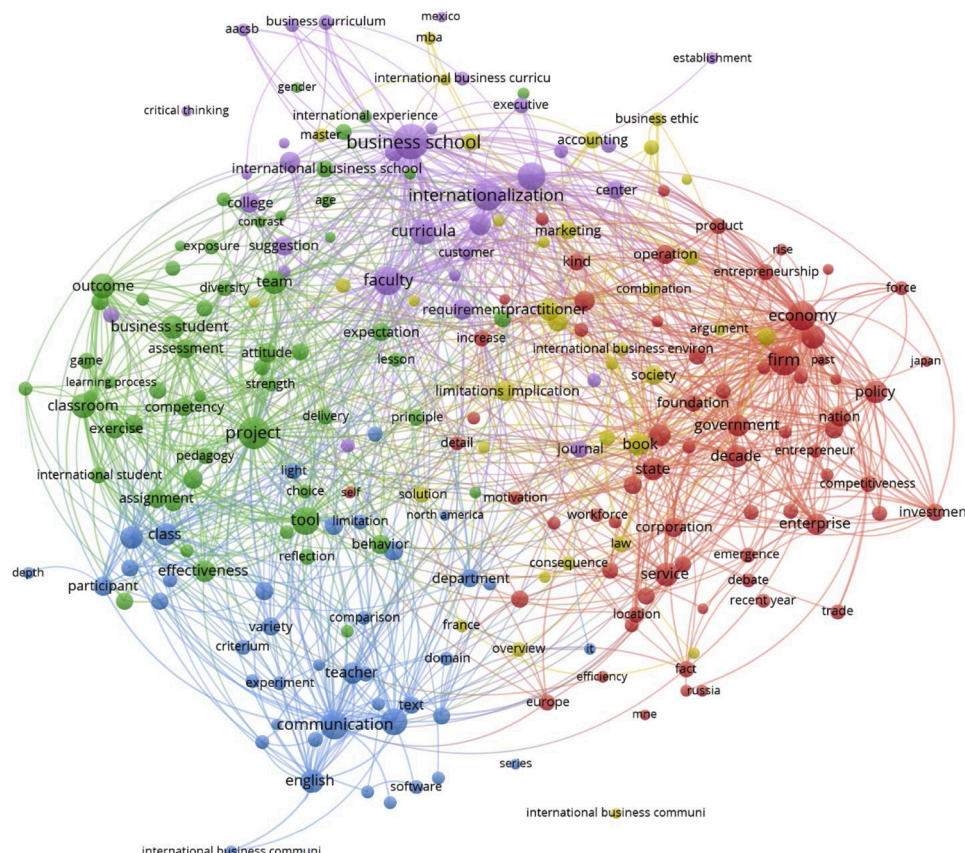 mexico
business curriculum
aacsb
mba
establishment
international business curricu
gender
executive
critical thinking
international experience
business ethic
master
business school
accounting
international business school
internationalization
center
college
age
contrast
curricula
marketing
product
exposure
suggestion
customer
kind
operation
rise
entrepreneurship
outcome
diversity
team
faculty
combination
force
requirement
practitioner
economy
business student
expectation
increase
argument
assessment
attitude
international business environ
game
lesson
firm
past
japan
learning process
strength
limitations implication
society
policy
classroom
competency
delivery
principle
foundation
nation
exercise
project
detail
book
government
pedagogy
journal
decade
entrepreneur
international student
light
state
assignment
choice
self
solution
motivation
competitiveness
north america
workforce
investmen
class
tool
limitation
corporation
enterprise
behavior
law
reflection
consequence
emergence
depth
participant
effectiveness
department
service
debate
recent year
comparison
location
trade
variety
france
criterium
overview
it
teacher
domain
fact
experiment
efficiency
russia
text
europe
mne
communication
series
english
software
international business communi
international business communi